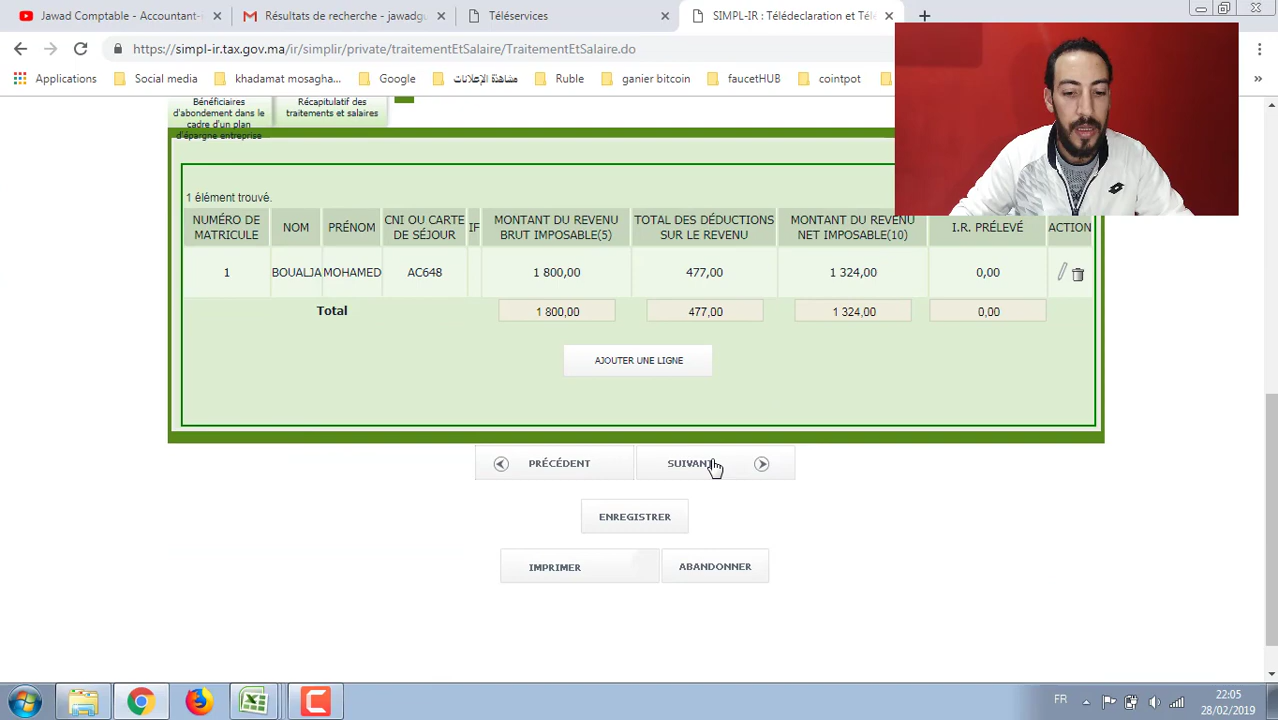 Jawad Comptable - Accountant-
Résultats de recherche - jawadgu
Téléservices
SIMPL-IR : Télédeclaration et Téle
https://simpl-ir.tax.gov.ma/ir/simplir/private/traitementEtSalaire/TraitementEtSalaire.do
Applications Social media khadamat mosagha... Google مشاهدة الإعلانات Ruble ganier bitcoin faucetHUB cointpot
Bénéficiaires
d'abondement dans le
cadre d'un plan
d'épargne entreprise
Récapitulatif des
traitements et salaires
1 élément trouvé.
NUMÉRO DE MATRICULE NOM PRÉNOM CNI OU CARTE DE SÉJOUR IF MONTANT DU REVENU BRUT IMPOSABLE(5) TOTAL DES DÉDUCTIONS SUR LE REVENU MONTANT DU REVENU NET IMPOSABLE(10) I.R. PRÉLEVÉ ACTION
1 BOUALJA MOHAMED AC648 1 800,00 477,00 1 324,00 0,00
Total 1 800,00 477,00 1 324,00 0,00
AJOUTER UNE LIGNE
PRÉCÉDENT SUIVANT
ENREGISTRER
IMPRIMER ABANDONNER
FR
22:05
28/02/2019